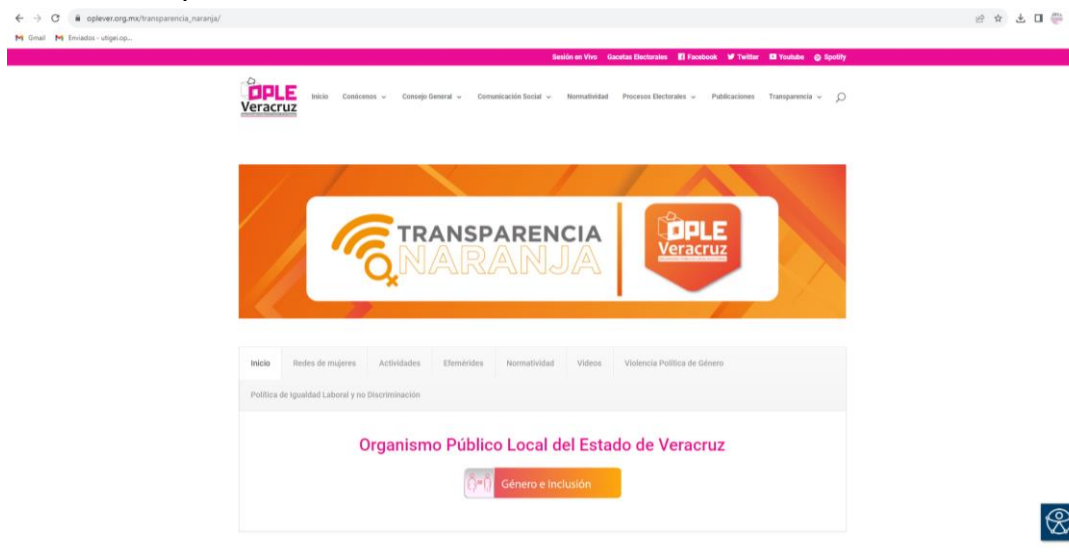 oplever.org.mx/transparencia_naranja/
Gmail Enviados - utigei.op...
Sesión en Vivo Gacetas Electorales Facebook Twitter Youtube Spotify
OPLE
Veracruz
Inicio Conócenos Consejo General Comunicación Social Normatividad Procesos Electorales Publicaciones Transparencia
TRANSPARENCIA
NARANJA
OPLE
Veracruz
Inicio Redes de mujeres Actividades Efemérides Normatividad Videos Violencia Política de Género
Política de Igualdad Laboral y no Discriminación
Organismo Público Local del Estado de Veracruz
Género e Inclusión